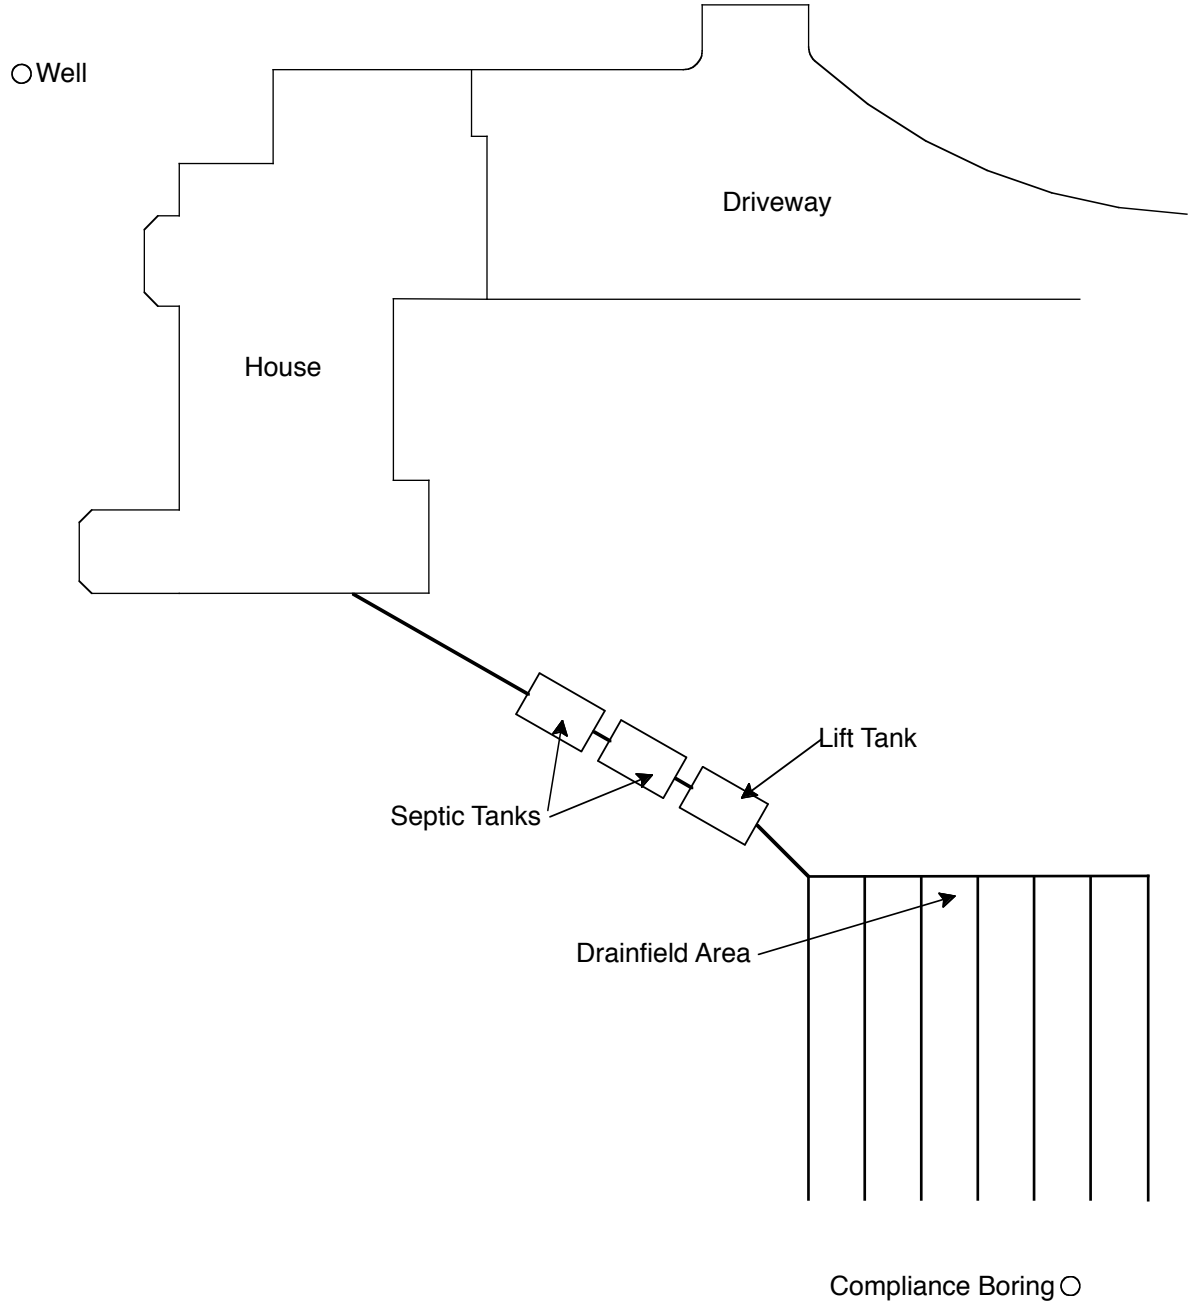 Well
Driveway
House
Lift Tank
Septic Tanks
Drainfield Area
Compliance Boring